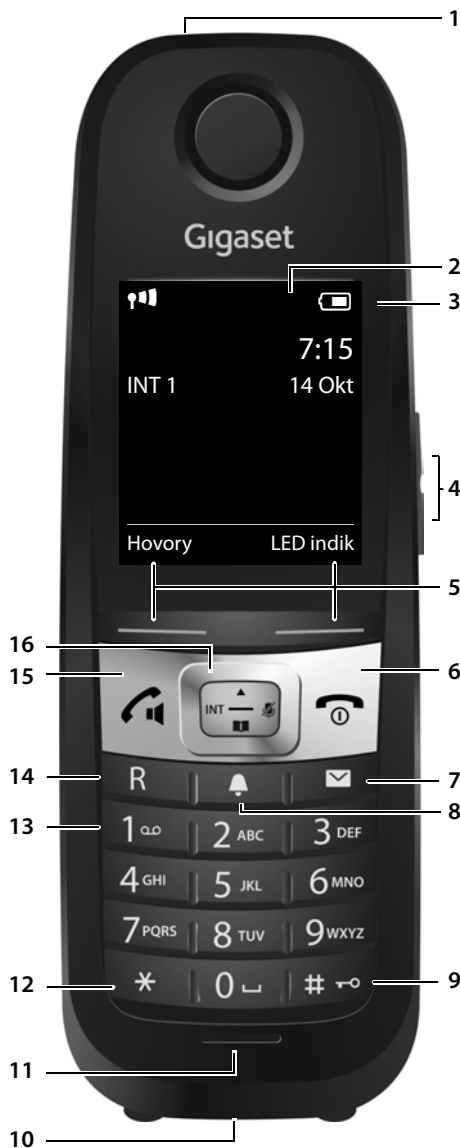 1
Gigaset
2
3
7:15
INT 1 14 Okt
4
Hovory LED indik
5
16
15
6
INT
14
R
7
8
13
1 2 ABC 3 DEF
4 GHI 5 JKL 6 MNO
7 PQRS 8 TUV 9 WXYZ
12
* 0 #
9
11
10